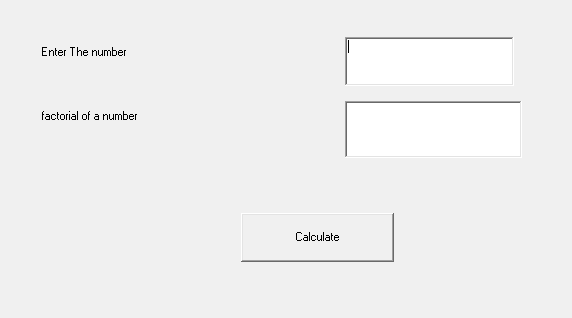 Enter The number
factorial of a number
Calculate